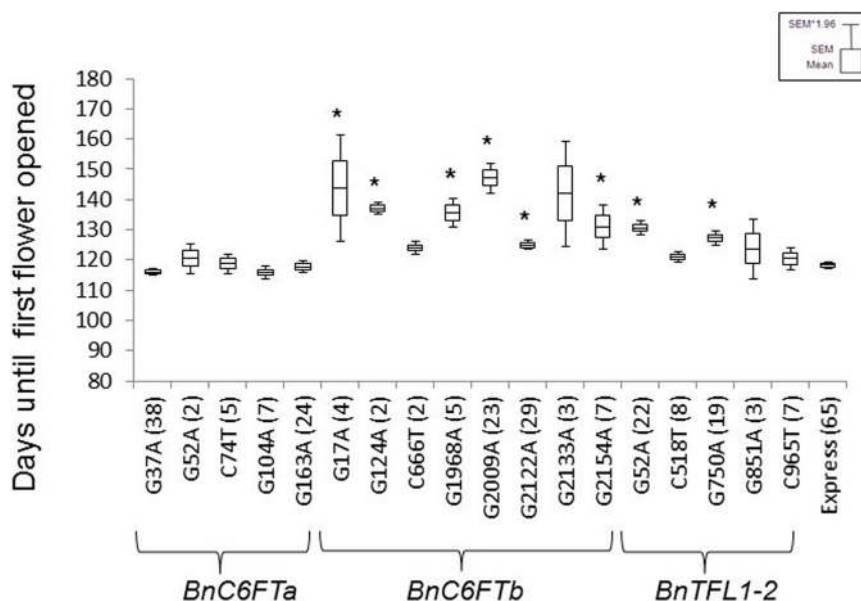 SEM*1.96
SEM
Mean
Days until first flower opened
180
170
160
150
140
130
120
110
100
90
80
* * * * * * * *
G37A (38)
G52A (2)
C74T (5)
G104A (7)
G163A (24)
G17A (4)
G124A (2)
C666T (2)
G1968A (5)
G2009A (23)
G2122A (29)
G2133A (3)
G2154A (7)
G52A (22)
C518T (8)
G750A (19)
G851A (3)
C965T (7)
Express (65)
BnC6FTa BnC6FTb BnTFL1-2